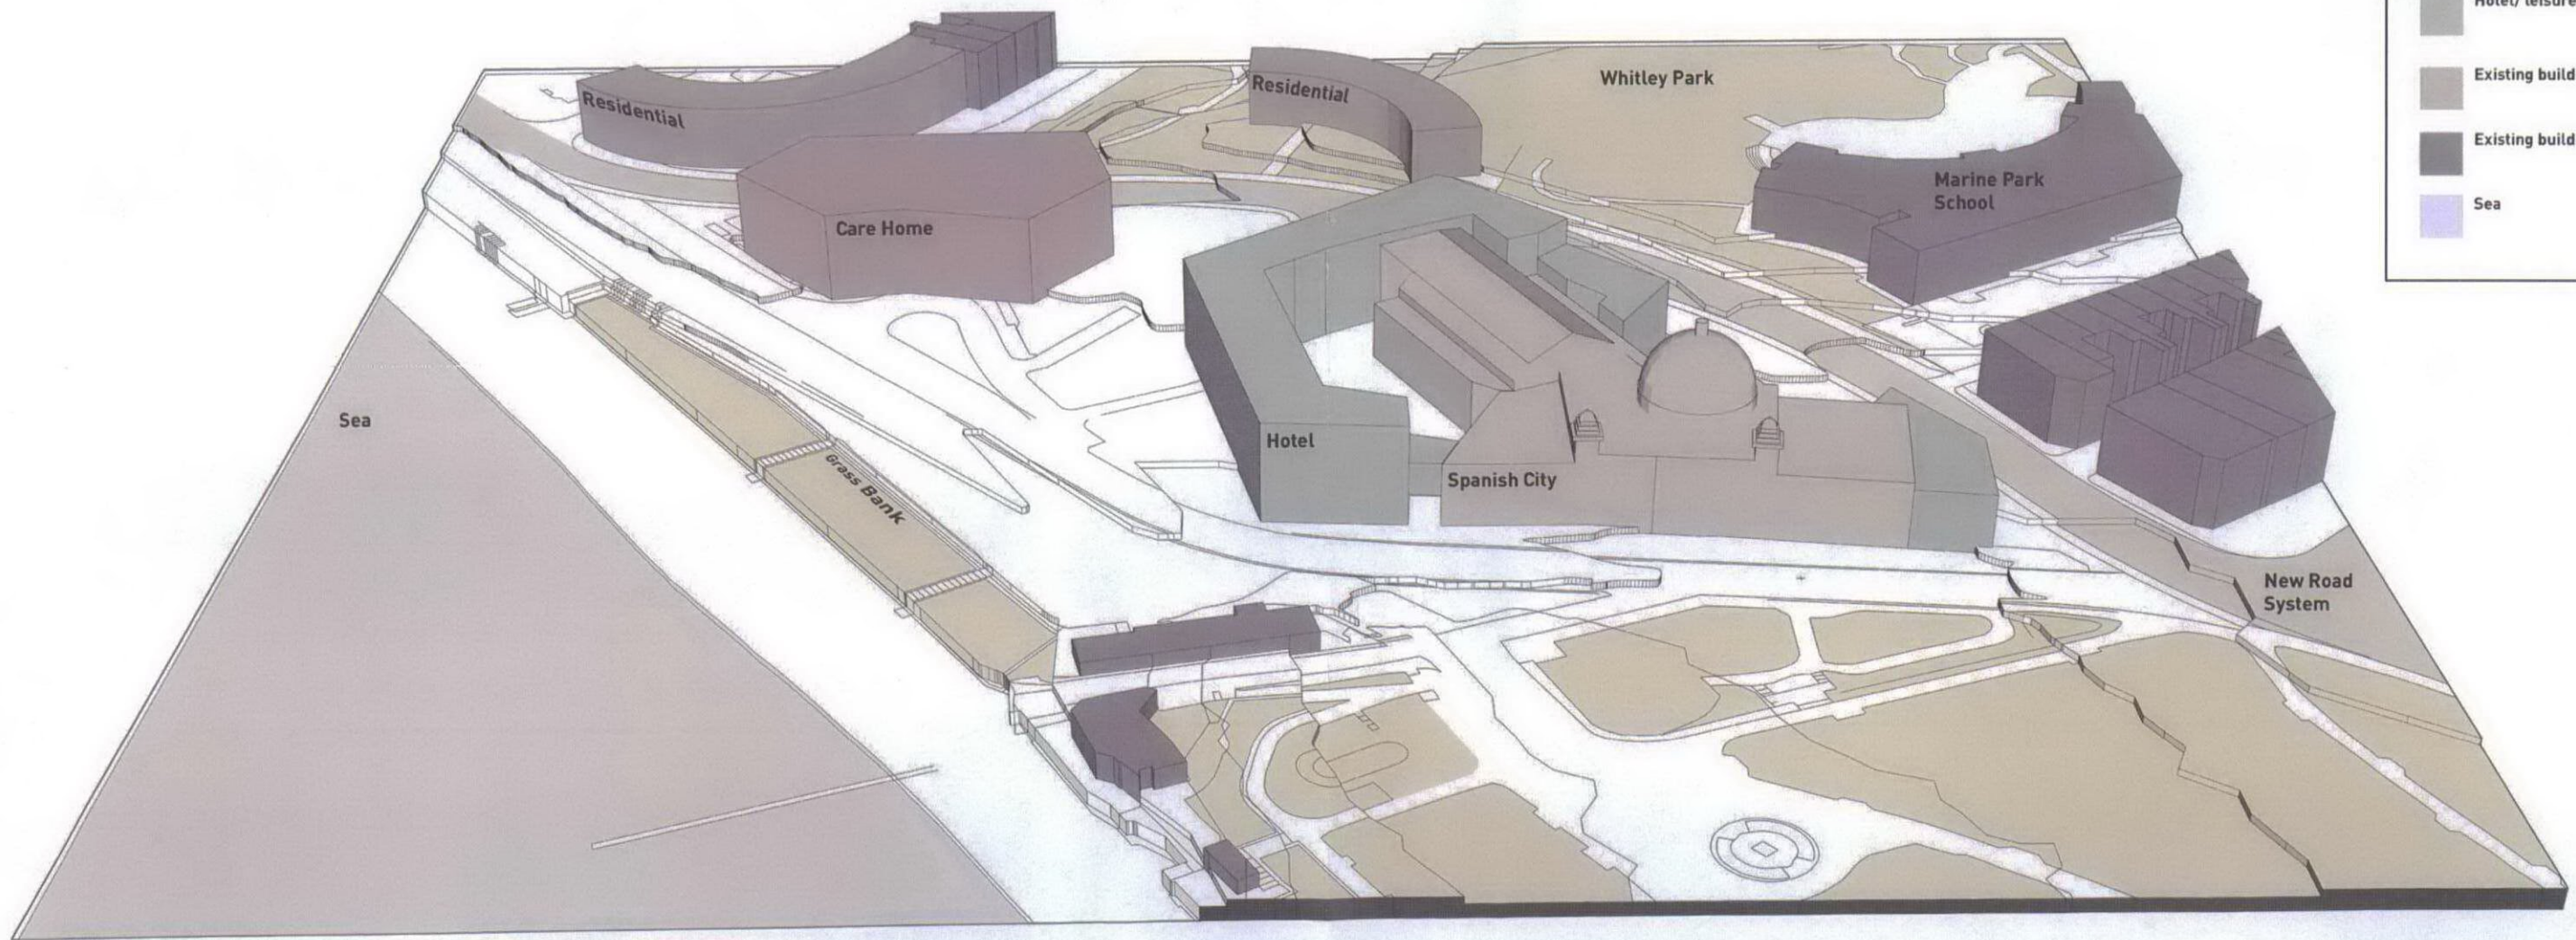 Hotel/ leisure
Existing build
Existing build
Sea
Residential
Residential
Whitley Park
Marine Park
School
Care Home
Sea
Grass Bank
Hotel
Spanish City
New Road
System